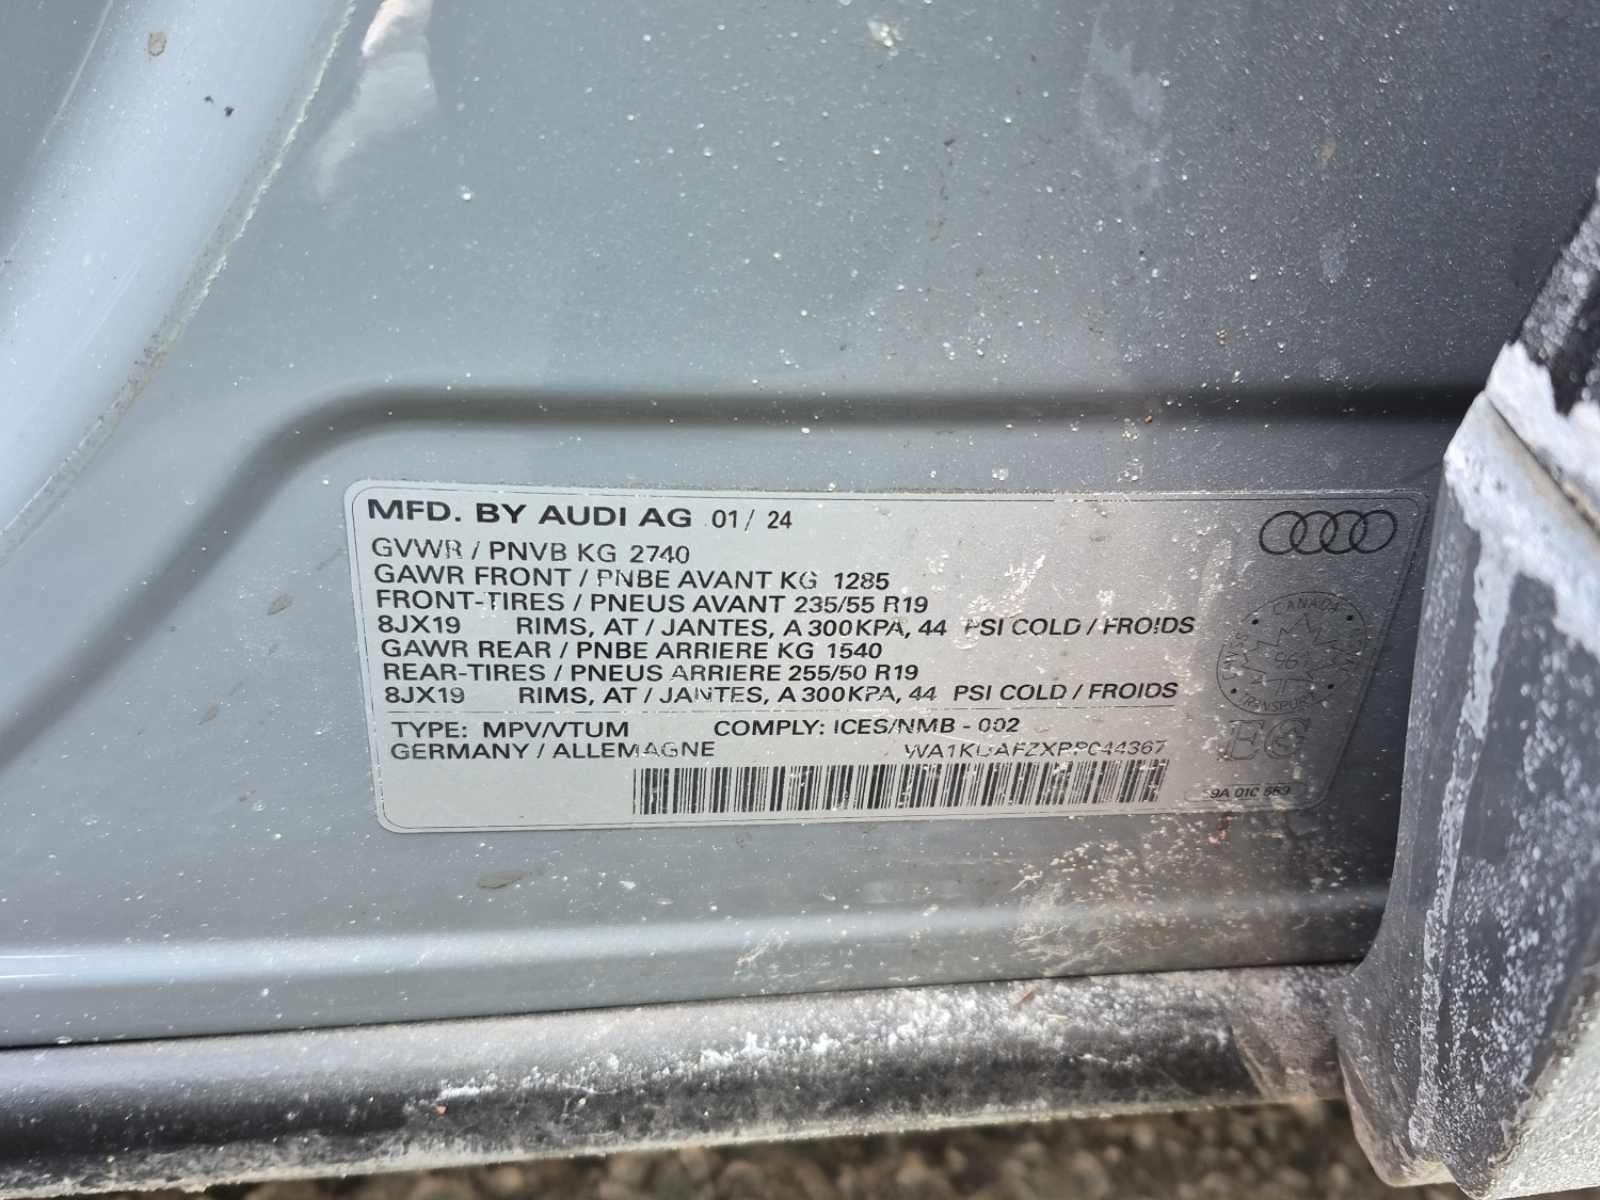 MFD. BY AUDI AG 01 / 24
GVWR / PNVB KG 2740
GAWR FRONT / PNBE AVANT KG 1285
FRONT-TIRES / PNEUS AVANT 235/55 R19
8JX19 RIMS, AT / JANTES, A 300KPA, 44 PSI COLD / FROIDS
GAWR REAR / PNBE ARRIERE KG 1540
REAR-TIRES / PNEUS ARRIERE 255/50 R19
8JX19 RIMS, AT / JANTES, A 300KPA, 44 PSI COLD / FROIDS
TYPE: MPV/VTUM COMPLY: ICES/NMB - 002
GERMANY / ALLEMAGNE
CANADA
TRANSPORT
EC